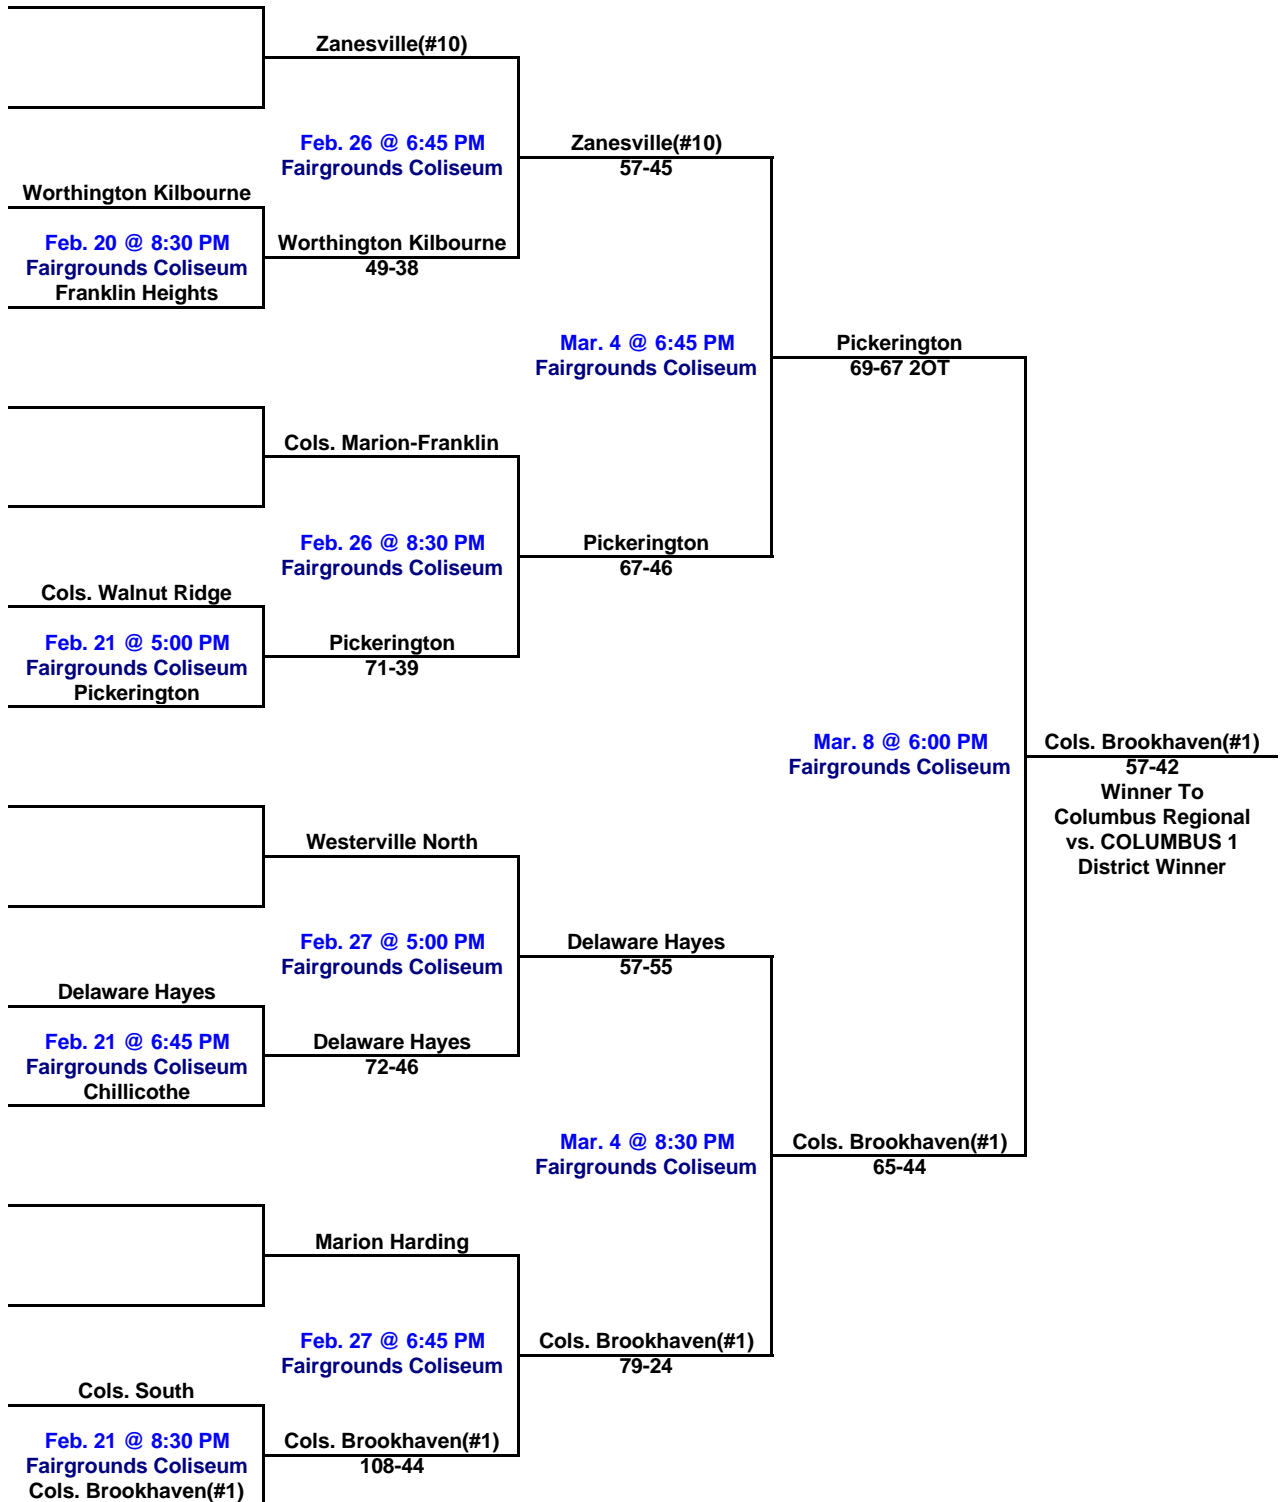 Zanesville(#10)
Feb. 26 @ 6:45 PM
Fairgrounds Coliseum
Zanesville(#10)
57-45
Worthington Kilbourne
Feb. 20 @ 8:30 PM
Fairgrounds Coliseum
Franklin Heights
Worthington Kilbourne
49-38
Mar. 4 @ 6:45 PM
Fairgrounds Coliseum
Pickerington
69-67 2OT
Cols. Marion-Franklin
Feb. 26 @ 8:30 PM
Fairgrounds Coliseum
Pickerington
67-46
Cols. Walnut Ridge
Feb. 21 @ 5:00 PM
Fairgrounds Coliseum
Pickerington
Pickerington
71-39
Mar. 8 @ 6:00 PM
Fairgrounds Coliseum
Cols. Brookhaven(#1)
57-42
Winner To
Columbus Regional
vs. COLUMBUS 1
District Winner
Westerville North
Feb. 27 @ 5:00 PM
Fairgrounds Coliseum
Delaware Hayes
57-55
Delaware Hayes
Feb. 21 @ 6:45 PM
Fairgrounds Coliseum
Chillicothe
Delaware Hayes
72-46
Mar. 4 @ 8:30 PM
Fairgrounds Coliseum
Cols. Brookhaven(#1)
65-44
Marion Harding
Feb. 27 @ 6:45 PM
Fairgrounds Coliseum
Cols. Brookhaven(#1)
79-24
Cols. South
Feb. 21 @ 8:30 PM
Fairgrounds Coliseum
Cols. Brookhaven(#1)
Cols. Brookhaven(#1)
108-44